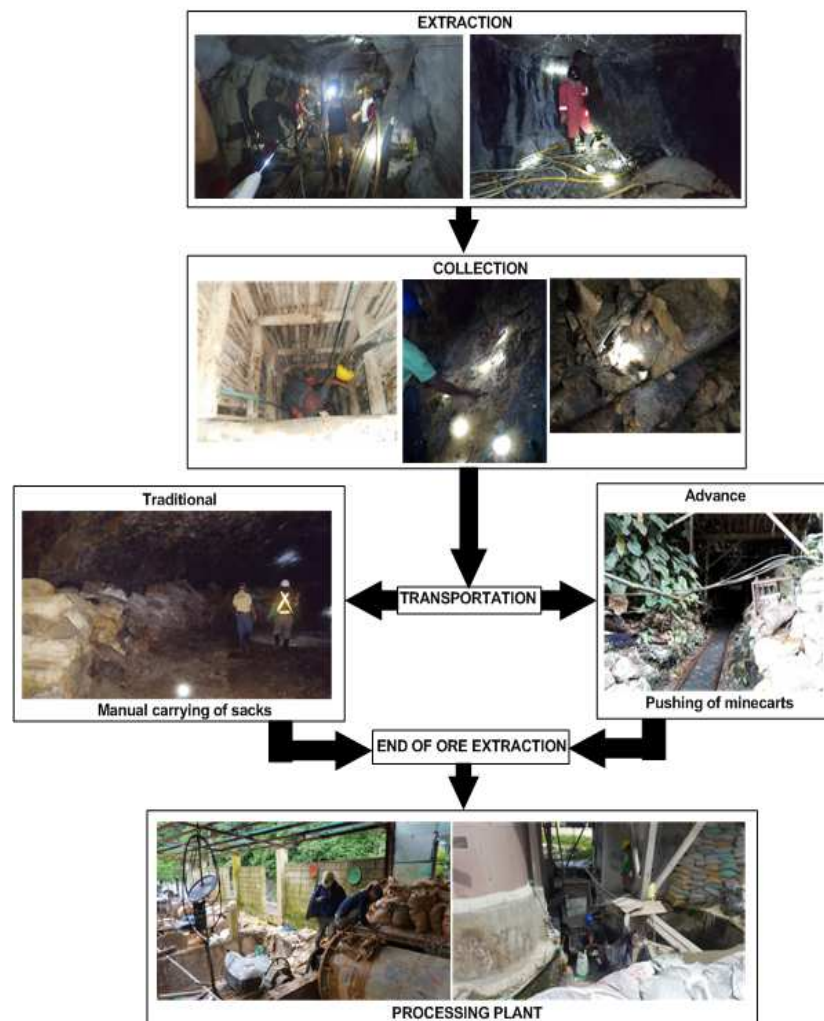 EXTRACTION
COLLECTION
Traditional
Advance
TRANSPORTATION
Manual carrying of sacks
Pushing of minecarts
END OF ORE EXTRACTION
PROCESSING PLANT